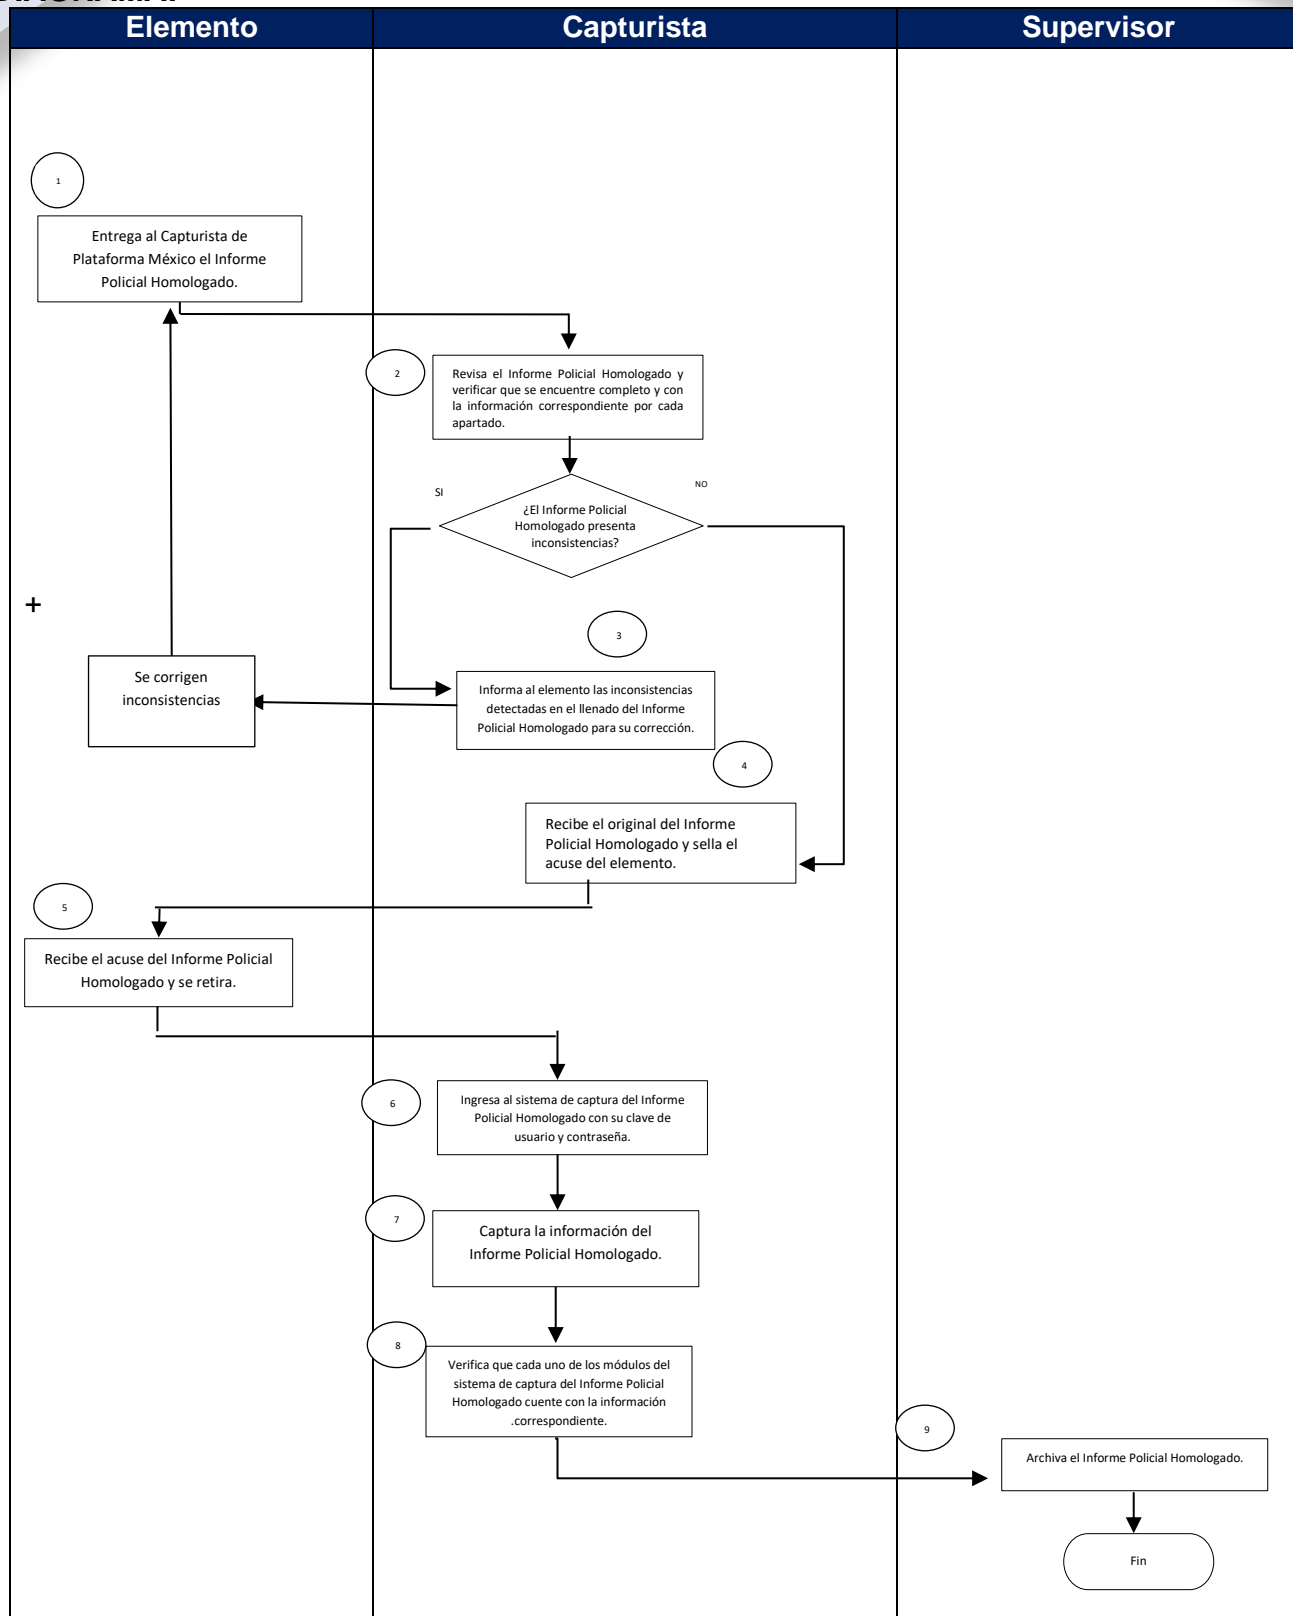 DIAGRAMA:
Elemento
Capturista
Supervisor
1
Entrega al Capturista de
Plataforma México el Informe
Policial Homologado.
2
Revisa el Informe Policial Homologado y
verificar que se encuentre completo y con
la información correspondiente por cada
apartado.
SI
NO
¿El Informe Policial
Homologado presenta
inconsistencias?
+
3
Se corrigen
inconsistencias
Informa al elemento las inconsistencias
detectadas en el llenado del Informe
Policial Homologado para su corrección.
4
Recibe el original del Informe
Policial Homologado y sella el
acuse del elemento.
5
Recibe el acuse del Informe Policial
Homologado y se retira.
6
Ingresa al sistema de captura del Informe
Policial Homologado con su clave de
usuario y contraseña.
7
Captura la información del
Informe Policial Homologado.
8
Verifica que cada uno de los módulos del
sistema de captura del Informe Policial
Homologado cuente con la información
.correspondiente.
9
Archiva el Informe Policial Homologado.
Fin